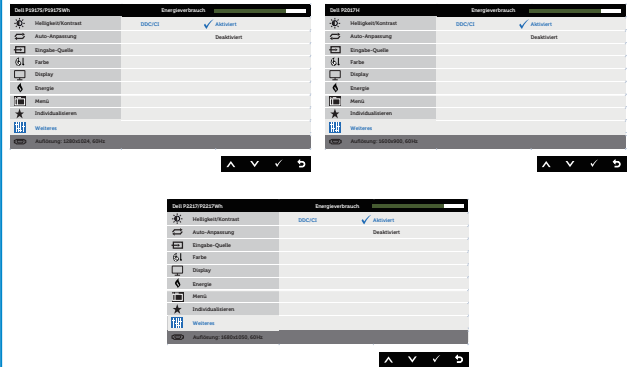 Dell P1917S/P1917SWh Energieverbrauch
Helligkeit/Kontrast DDC/CI Aktiviert
Auto-Anpassung Deaktiviert
Eingabe-Quelle
Farbe
Display
Energie
Menü
Individualisieren
Weiteres
Auflösung: 1280x1024, 60Hz
Dell P2017H Energieverbrauch
Helligkeit/Kontrast DDC/CI Aktiviert
Auto-Anpassung Deaktiviert
Eingabe-Quelle
Farbe
Display
Energie
Menü
Individualisieren
Weiteres
Auflösung: 1600x900, 60Hz
Dell P2217/P2217Wh Energieverbrauch
Helligkeit/Kontrast DDC/CI Aktiviert
Auto-Anpassung Deaktiviert
Eingabe-Quelle
Farbe
Display
Energie
Menü
Individualisieren
Weiteres
Auflösung: 1680x1050, 60Hz